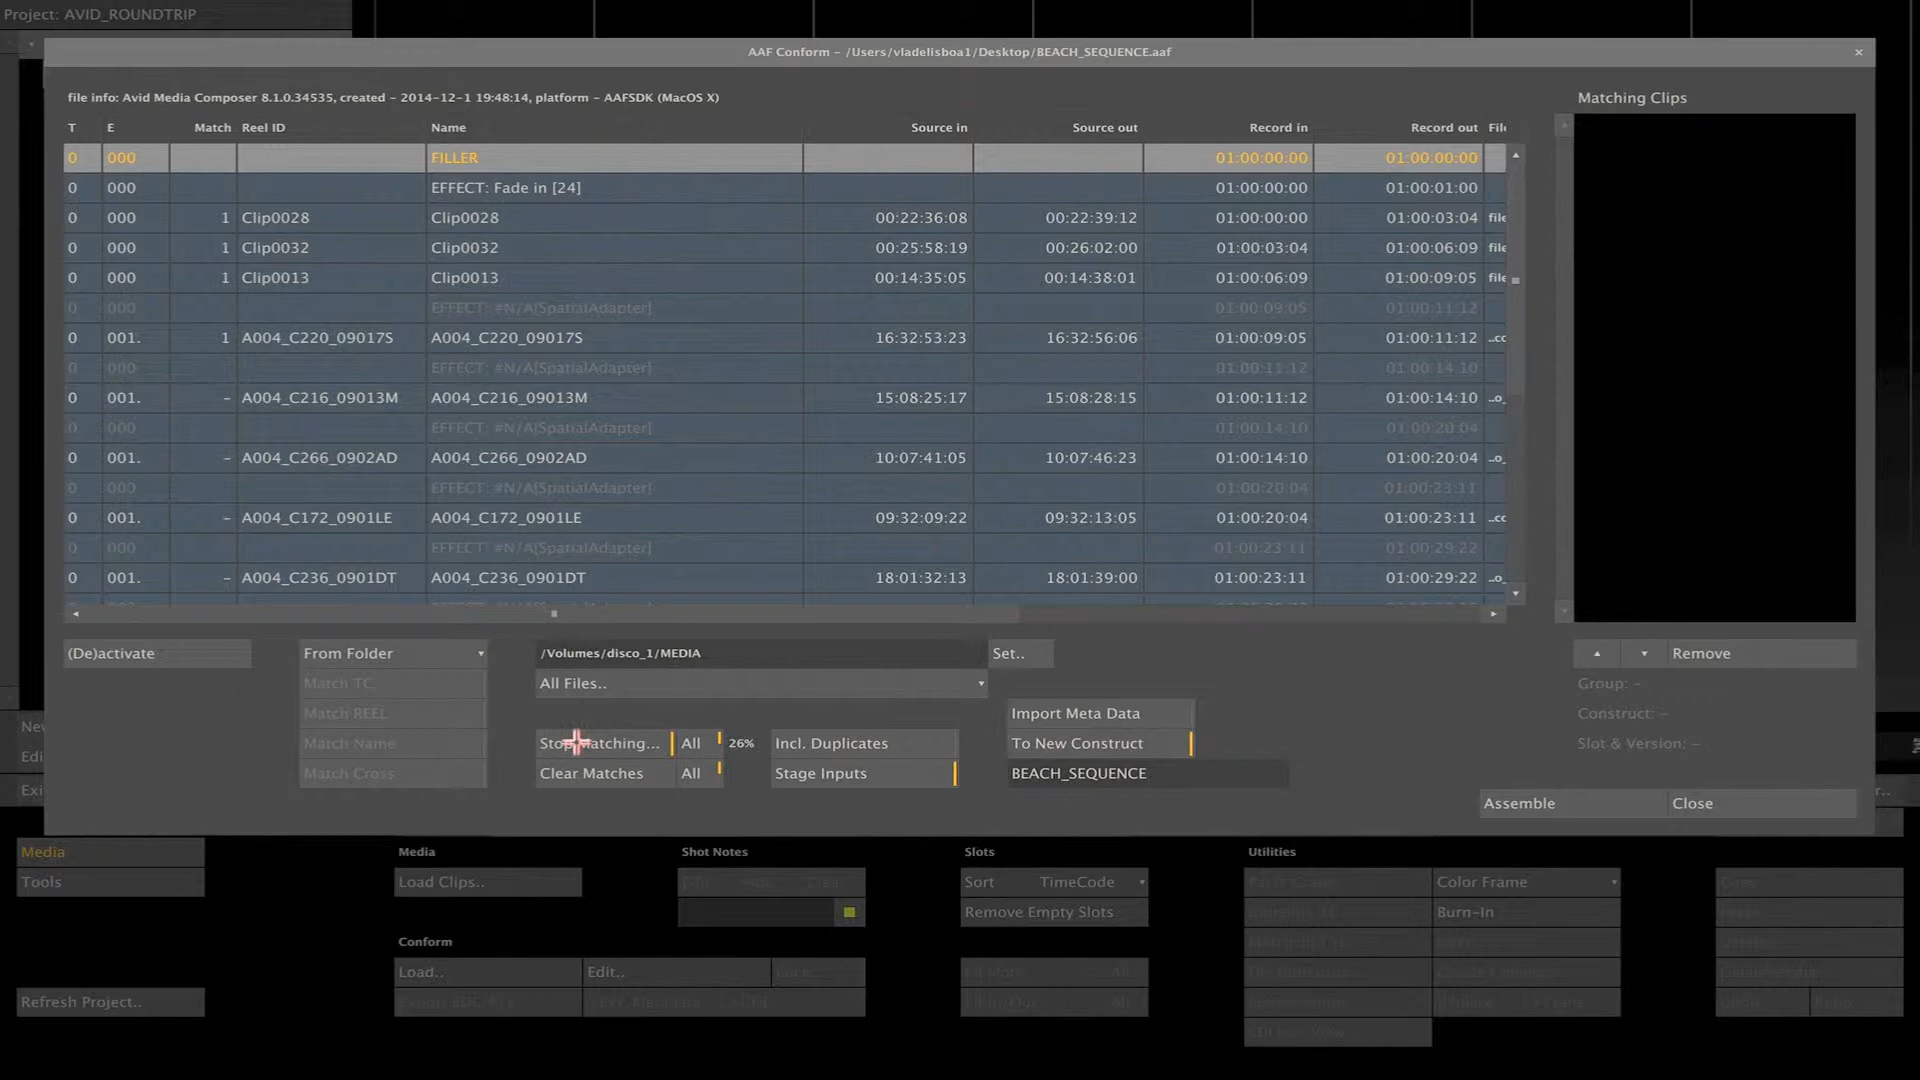 Project: AVID_ROUNDTRIP
AAF Conform - /Users/vladelisboa1/Desktop/BEACH_SEQUENCE.aaf
file info: Avid Media Composer 8.1.0.34535, created - 2014-12-1 19:48:14, platform - AAFSDK (MacOS X)
Matching Clips
T E Match Reel ID Name Source in Source out Record in Record out File
0 000 FILLER 01:00:00:00 01:00:00:00
0 000 EFFECT: Fade in [24] 01:00:00:00 01:00:01:00
0 000 1 Clip0028 Clip0028 00:22:36:08 00:22:39:12 01:00:00:00 01:00:03:04 file
0 000 1 Clip0032 Clip0032 00:25:58:19 00:26:02:00 01:00:03:04 01:00:06:09 file
0 000 1 Clip0013 Clip0013 00:14:35:05 00:14:38:01 01:00:06:09 01:00:09:05 file
0 000 EFFECT: #N/A[SpatialAdapter] 01:00:09:05 01:00:11:12
0 001. 1 A004_C220_09017S A004_C220_09017S 16:32:53:23 16:32:56:06 01:00:09:05 01:00:11:12 ..cc
0 000 EFFECT: #N/A[SpatialAdapter] 01:00:11:12 01:00:14:10
0 001. - A004_C216_09013M A004_C216_09013M 15:08:25:17 15:08:28:15 01:00:11:12 01:00:14:10 ..o_
0 000 EFFECT: #N/A[SpatialAdapter] 01:00:14:10 01:00:20:04
0 001. - A004_C266_0902AD A004_C266_0902AD 10:07:41:05 10:07:46:23 01:00:14:10 01:00:20:04 ..o_
0 000 EFFECT: #N/A[SpatialAdapter] 01:00:20:04 01:00:23:11
0 001. - A004_C172_0901LE A004_C172_0901LE 09:32:09:22 09:32:13:05 01:00:20:04 01:00:23:11 ..cc
0 000 EFFECT: #N/A[SpatialAdapter] 01:00:23:11 01:00:29:22
0 001. - A004_C236_0901DT A004_C236_0901DT 18:01:32:13 18:01:39:00 01:00:23:11 01:00:29:22 ..o_
(De)activate From Folder /Volumes/disco_1/MEDIA Set.. Remove
Match TC All Files.. Group: -
Match REEL Import Meta Data Construct: -
Match Name Stop Matching... All 26% Incl. Duplicates To New Construct Slot & Version: -
Match Cross Clear Matches All Stage Inputs BEACH_SEQUENCE
Assemble Close
Media Media Shot Notes Slots Utilities
Tools Load Clips.. Sort TimeCode Color Frame
Remove Empty Slots Burn-In
Conform
Load.. Edit..
Refresh Project..